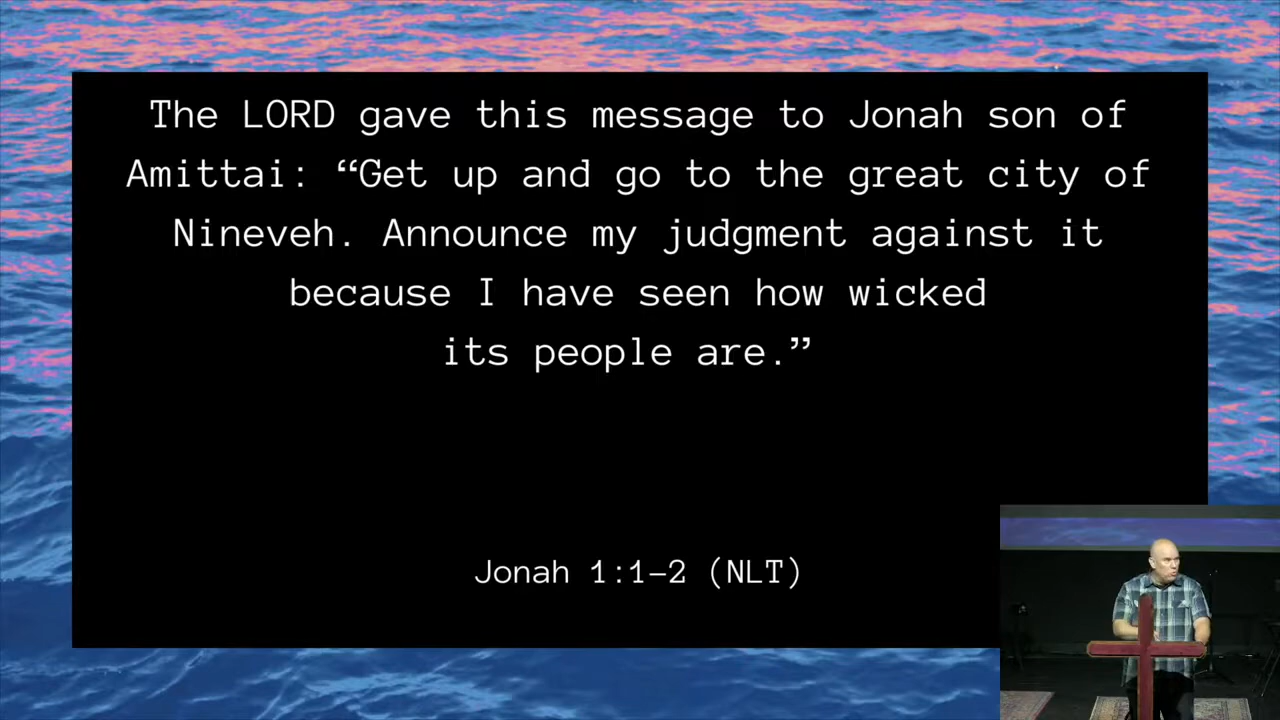 The LORD gave this message to Jonah son of
Amittai: “Get up and go to the great city of
Nineveh. Announce my judgment against it
because I have seen how wicked
its people are.”
Jonah 1:1–2 (NLT)